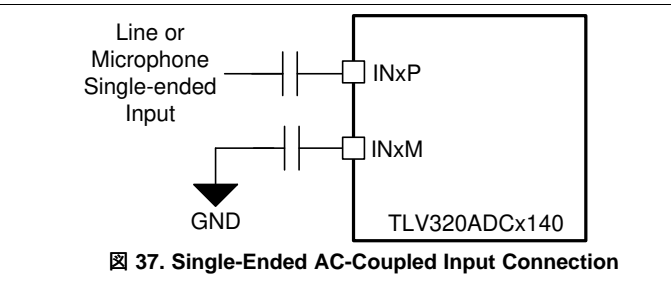 Line or
Microphone
Single-ended
Input
INxP
INxM
GND
TLV320ADCx140
図 37. Single-Ended AC-Coupled Input Connection